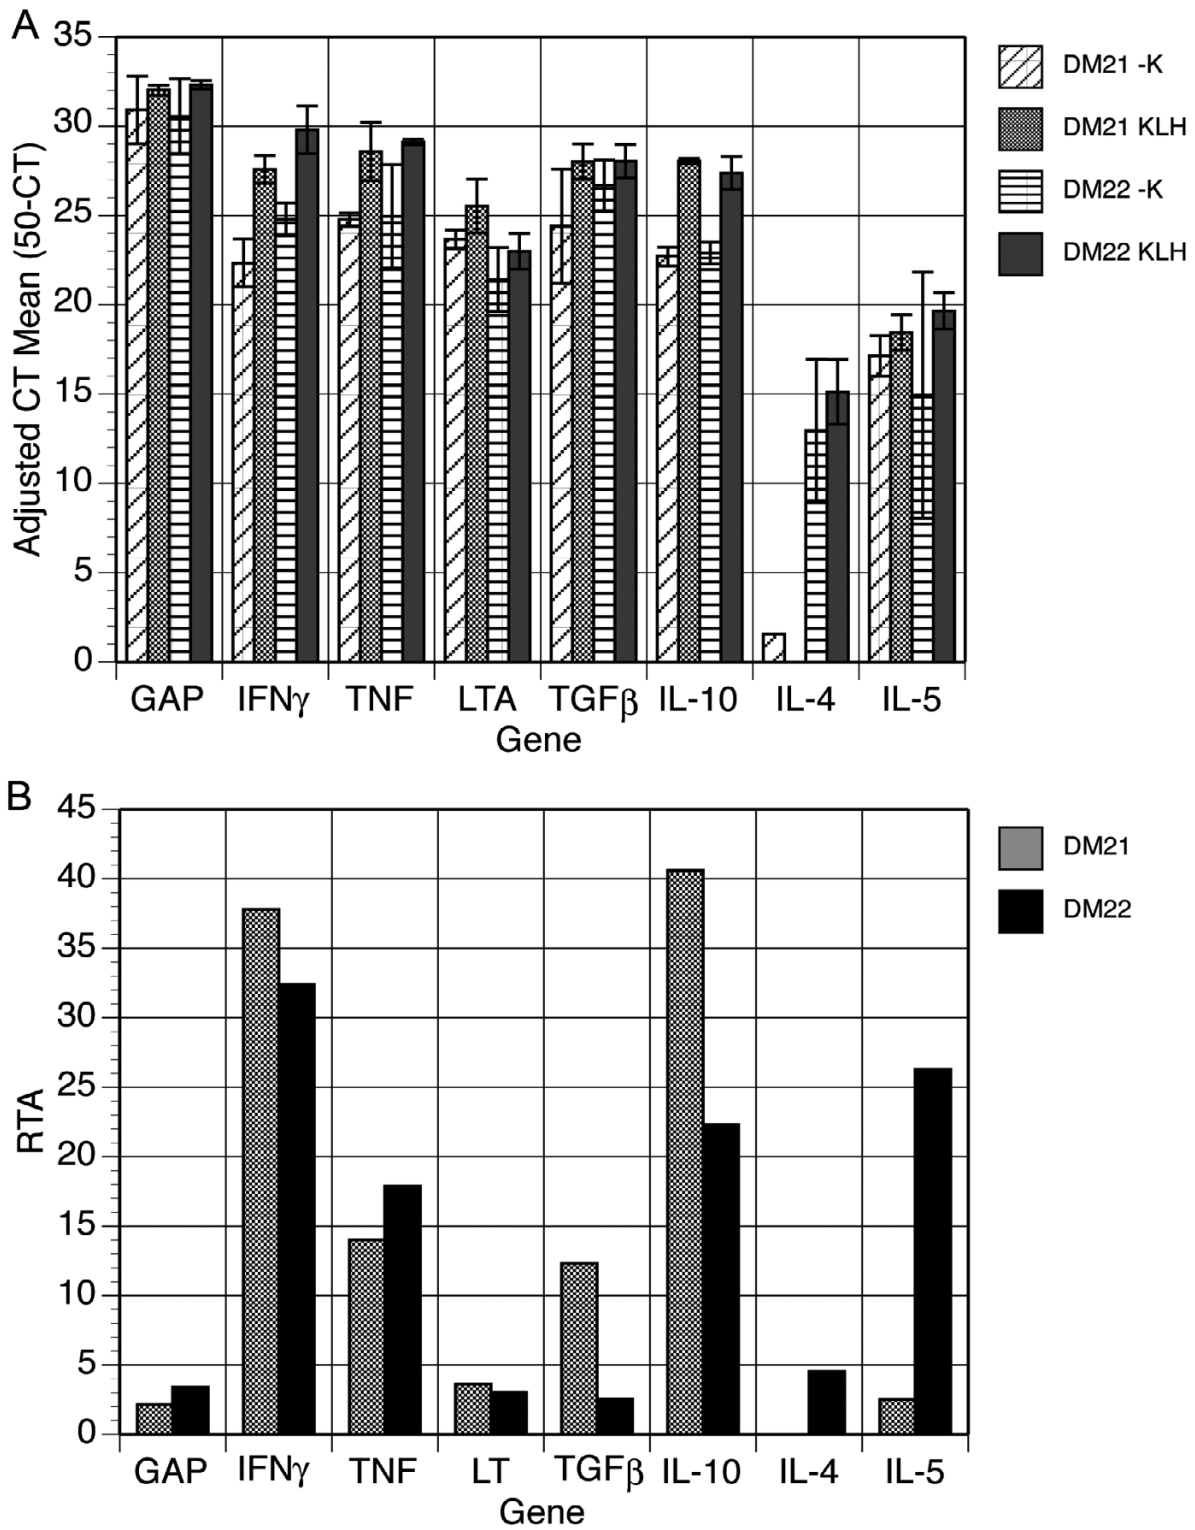 A
35
30
25
20
15
10
5
0
Adjusted CT Mean (50-CT)
GAP IFNγ TNF LTA TGFβ IL-10 IL-4 IL-5
Gene
DM21 -K
DM21 KLH
DM22 -K
DM22 KLH
B
45
40
35
30
25
20
15
10
5
0
RTA
GAP IFNγ TNF LT TGFβ IL-10 IL-4 IL-5
Gene
DM21
DM22